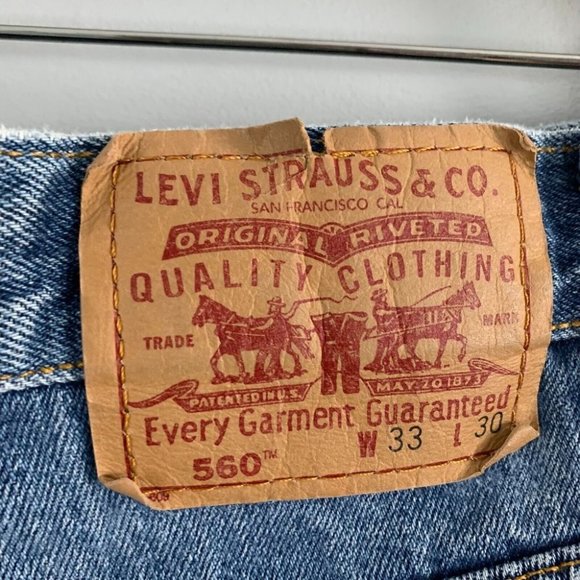 LEVI STRAUSS & CO.
SAN FRANCISCO CAL
ORIGINAL RIVETED
QUALITY CLOTHING
TRADE MARK
PATENTED IN U.S. MAY 20 1873
Every Garment Guaranteed
560™ W 33 L 30